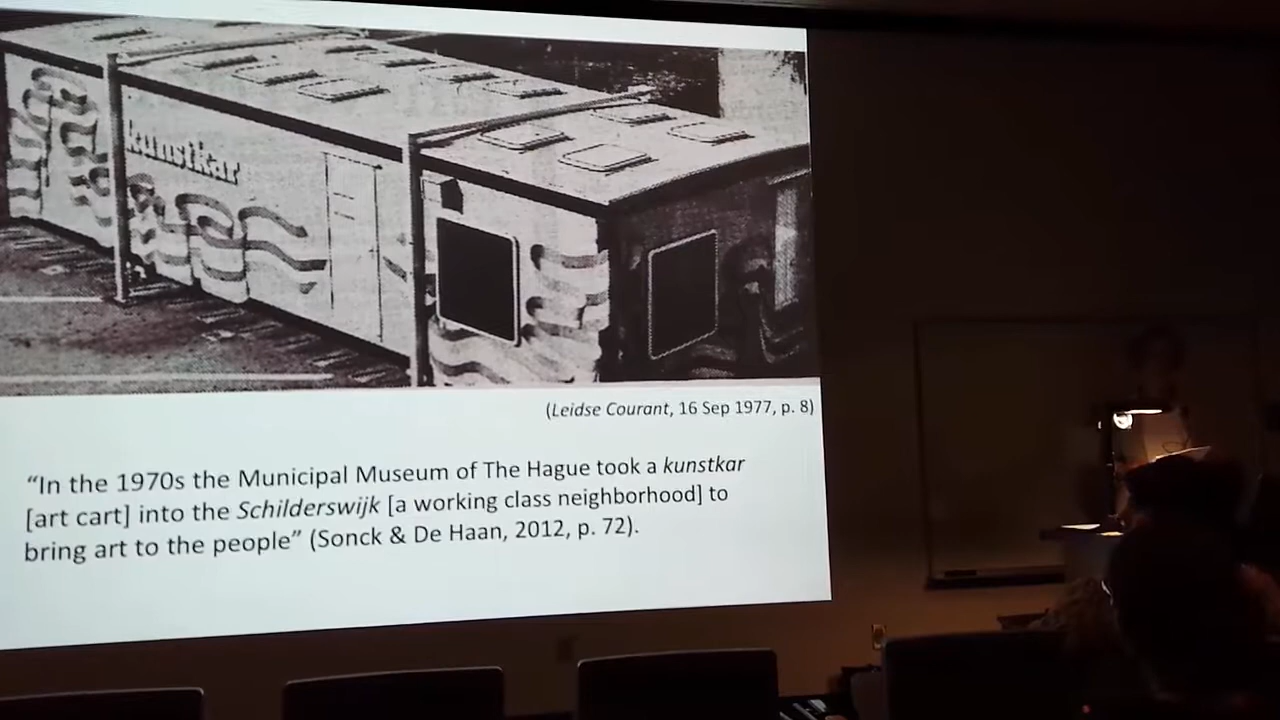 kunstkar
(Leidse Courant, 16 Sep 1977, p. 8)
“In the 1970s the Municipal Museum of The Hague took a kunstkar
[art cart] into the Schilderswijk [a working class neighborhood] to
bring art to the people” (Sonck & De Haan, 2012, p. 72).